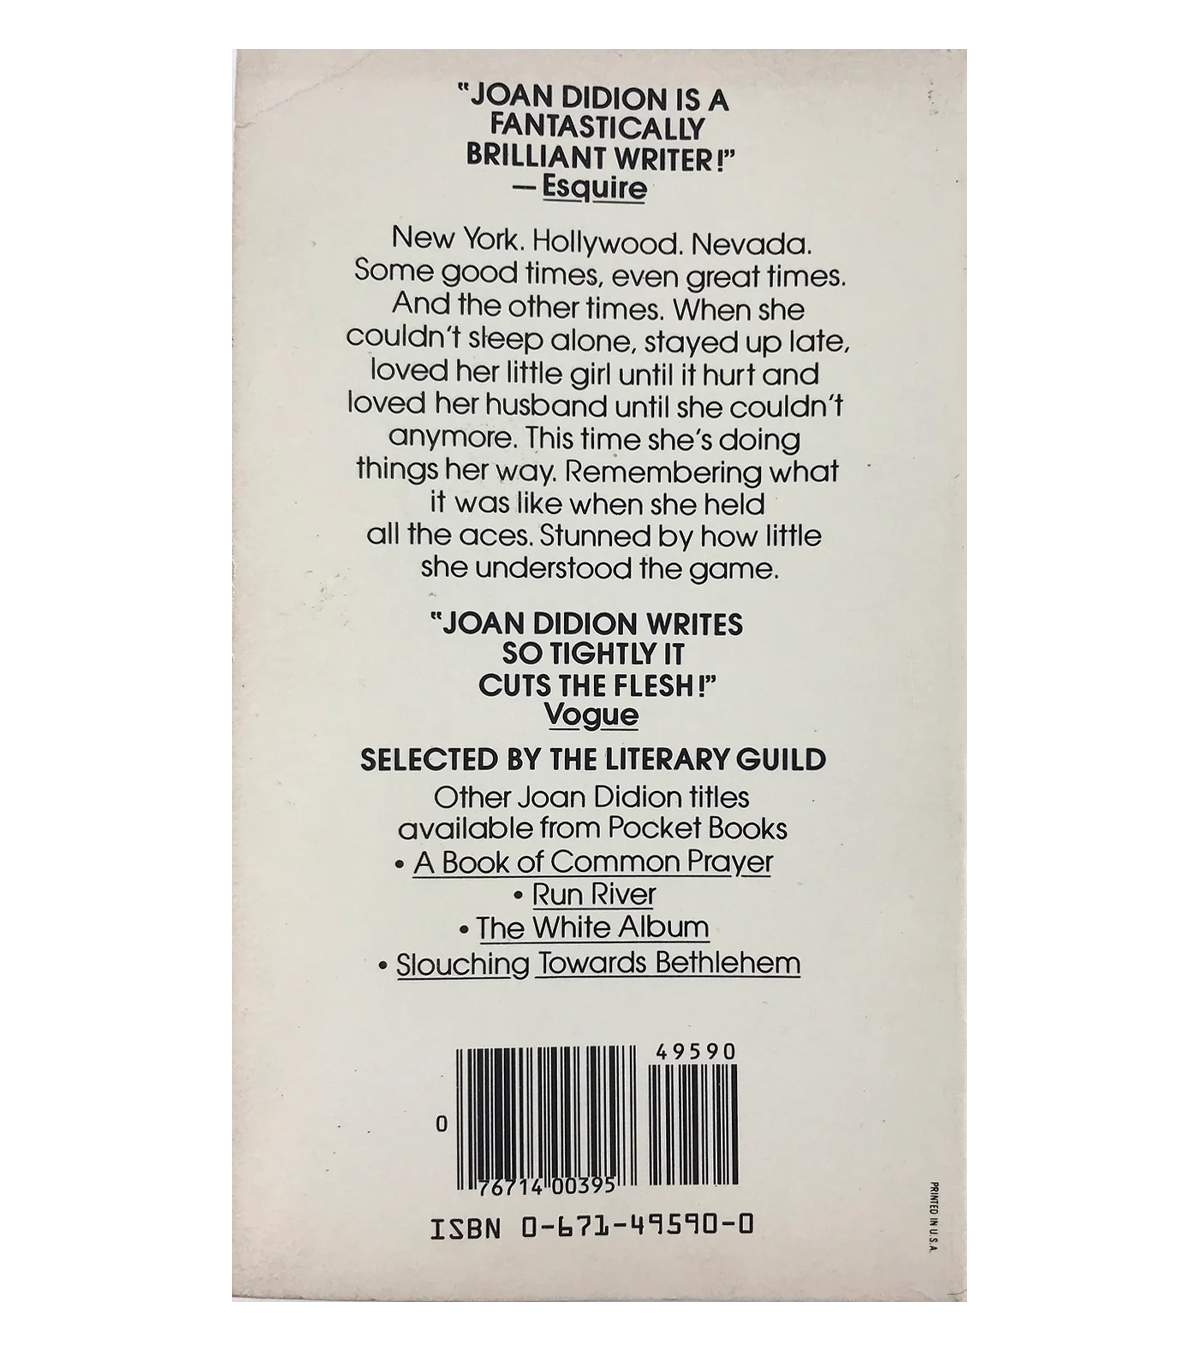 "JOAN DIDION IS A
FANTASTICALLY
BRILLIANT WRITER!"
—Esquire
New York. Hollywood. Nevada.
Some good times, even great times.
And the other times. When she
couldn't sleep alone, stayed up late,
loved her little girl until it hurt and
loved her husband until she couldn't
anymore. This time she's doing
things her way. Remembering what
it was like when she held
all the aces. Stunned by how little
she understood the game.
"JOAN DIDION WRITES
SO TIGHTLY IT
CUTS THE FLESH!"
Vogue
SELECTED BY THE LITERARY GUILD
Other Joan Didion titles
available from Pocket Books
• A Book of Common Prayer
• Run River
• The White Album
• Slouching Towards Bethlehem
49590
0
76714 00395
ISBN 0-671-49590-0
PRINTED IN U.S.A.